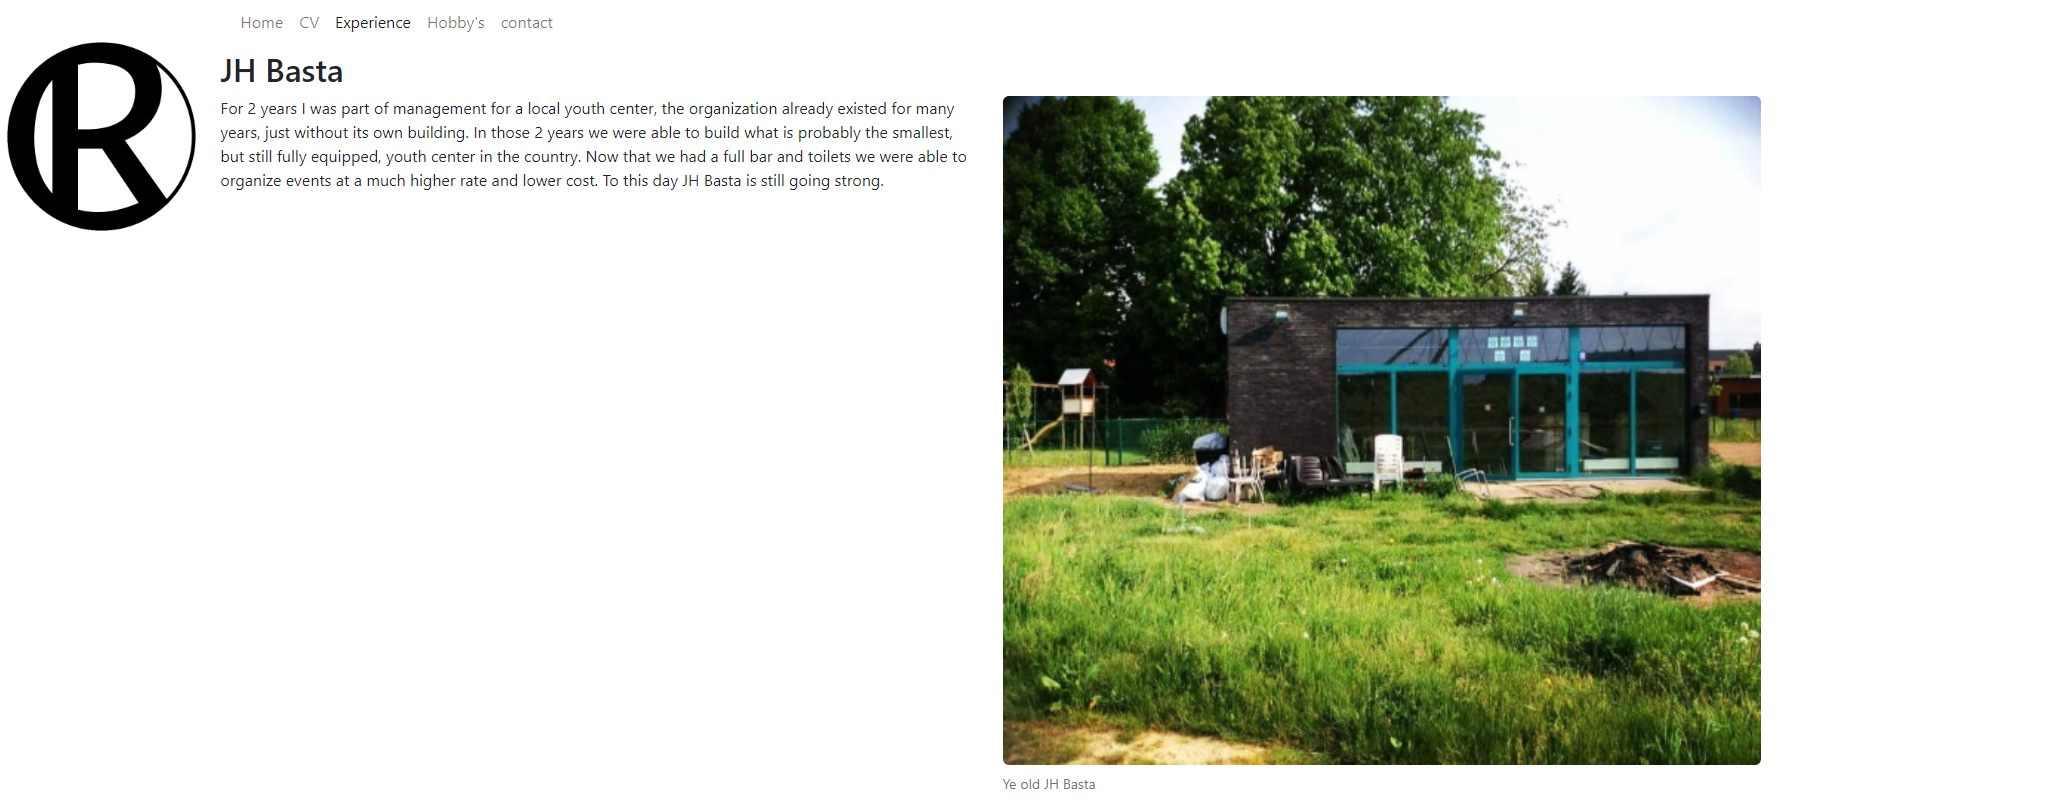 Home CV Experience Hobby's contact
R
JH Basta
For 2 years I was part of management for a local youth center, the organization already existed for many
years, just without its own building. In those 2 years we were able to build what is probably the smallest,
but still fully equipped, youth center in the country. Now that we had a full bar and toilets we were able to
organize events at a much higher rate and lower cost. To this day JH Basta is still going strong.
Ye old JH Basta